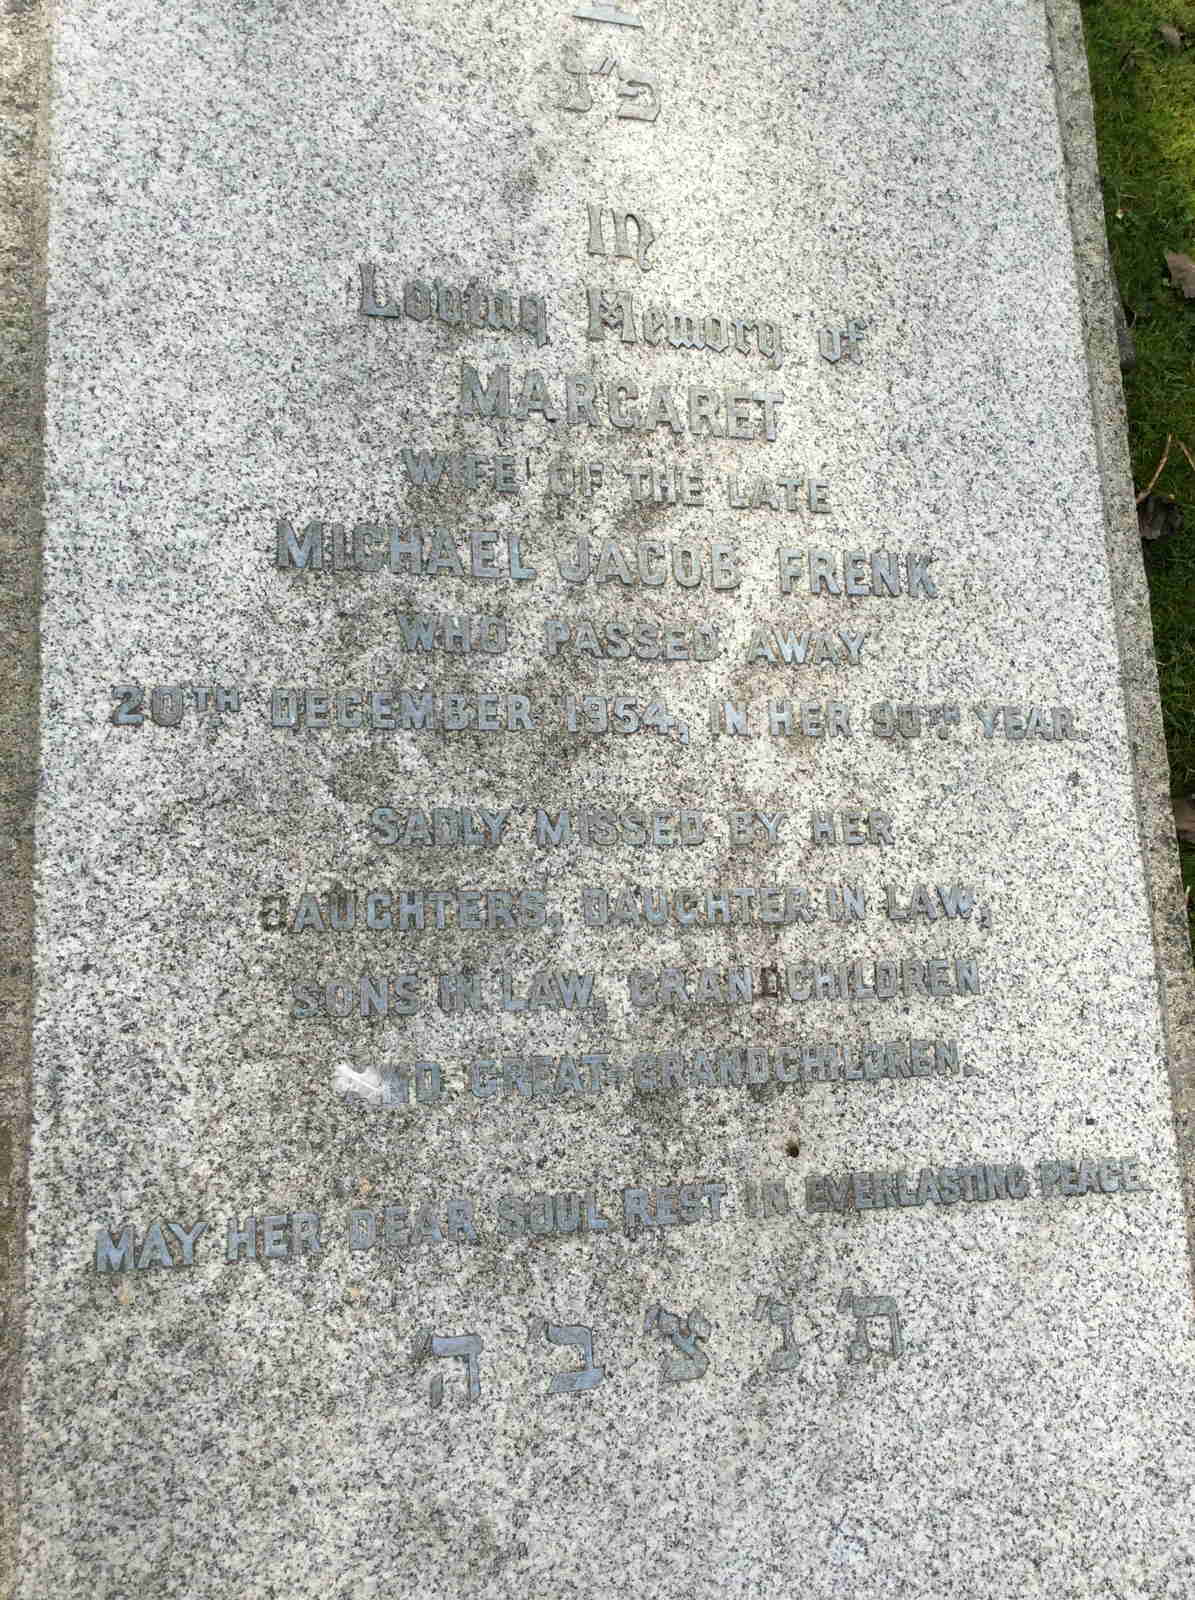 פ״נ
In
Loving Memory of
MARGARET
WIFE OF THE LATE
MICHAEL JACOB FRENK
WHO PASSED AWAY
20TH DECEMBER 1954, IN HER 90TH YEAR.
SADLY MISSED BY HER
DAUGHTERS, DAUGHTER IN LAW,
SONS IN LAW, GRANDCHILDREN
AND GREAT-GRANDCHILDREN.
MAY HER DEAR SOUL REST IN EVERLASTING PEACE.
ת׳ נ׳ צ׳ ב׳ ה׳